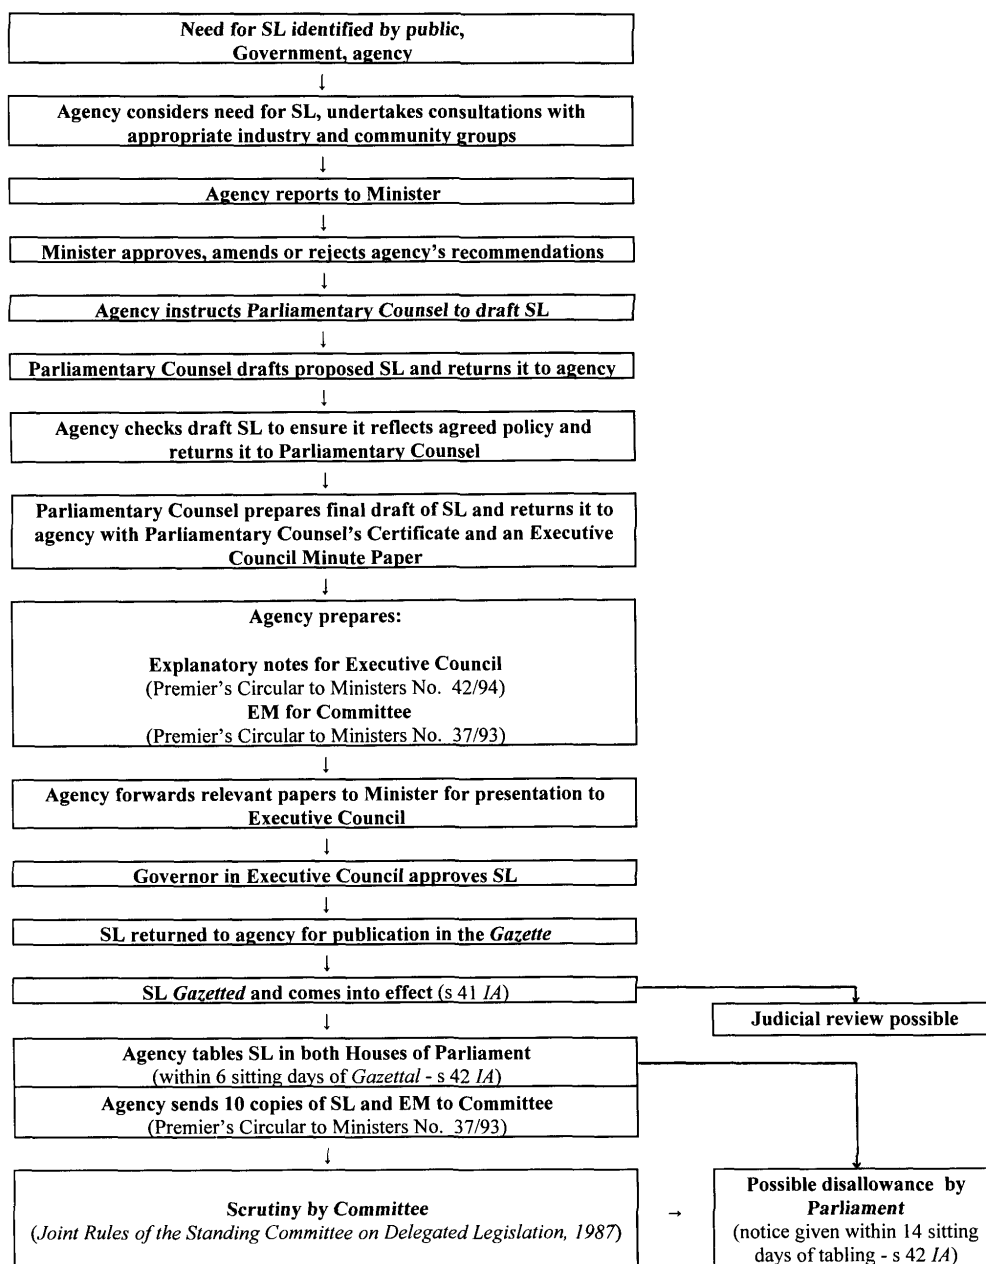 Need for SL identified by public,
Government, agency
↓
Agency considers need for SL, undertakes consultations with
appropriate industry and community groups
↓
Agency reports to Minister
↓
Minister approves, amends or rejects agency's recommendations
↓
Agency instructs Parliamentary Counsel to draft SL
↓
Parliamentary Counsel drafts proposed SL and returns it to agency
↓
Agency checks draft SL to ensure it reflects agreed policy and
returns it to Parliamentary Counsel
↓
Parliamentary Counsel prepares final draft of SL and returns it to
agency with Parliamentary Counsel's Certificate and an Executive
Council Minute Paper
↓
Agency prepares:
Explanatory notes for Executive Council
(Premier's Circular to Ministers No. 42/94)
EM for Committee
(Premier's Circular to Ministers No. 37/93)
↓
Agency forwards relevant papers to Minister for presentation to
Executive Council
↓
Governor in Executive Council approves SL
↓
SL returned to agency for publication in the Gazette
↓
SL Gazetted and comes into effect (s 41 IA)
Judicial review possible
↓
Agency tables SL in both Houses of Parliament
(within 6 sitting days of Gazettal - s 42 IA)
Agency sends 10 copies of SL and EM to Committee
(Premier's Circular to Ministers No. 37/93)
↓
Scrutiny by Committee
(Joint Rules of the Standing Committee on Delegated Legislation, 1987)
→
Possible disallowance by
Parliament
(notice given within 14 sitting
days of tabling - s 42 IA)